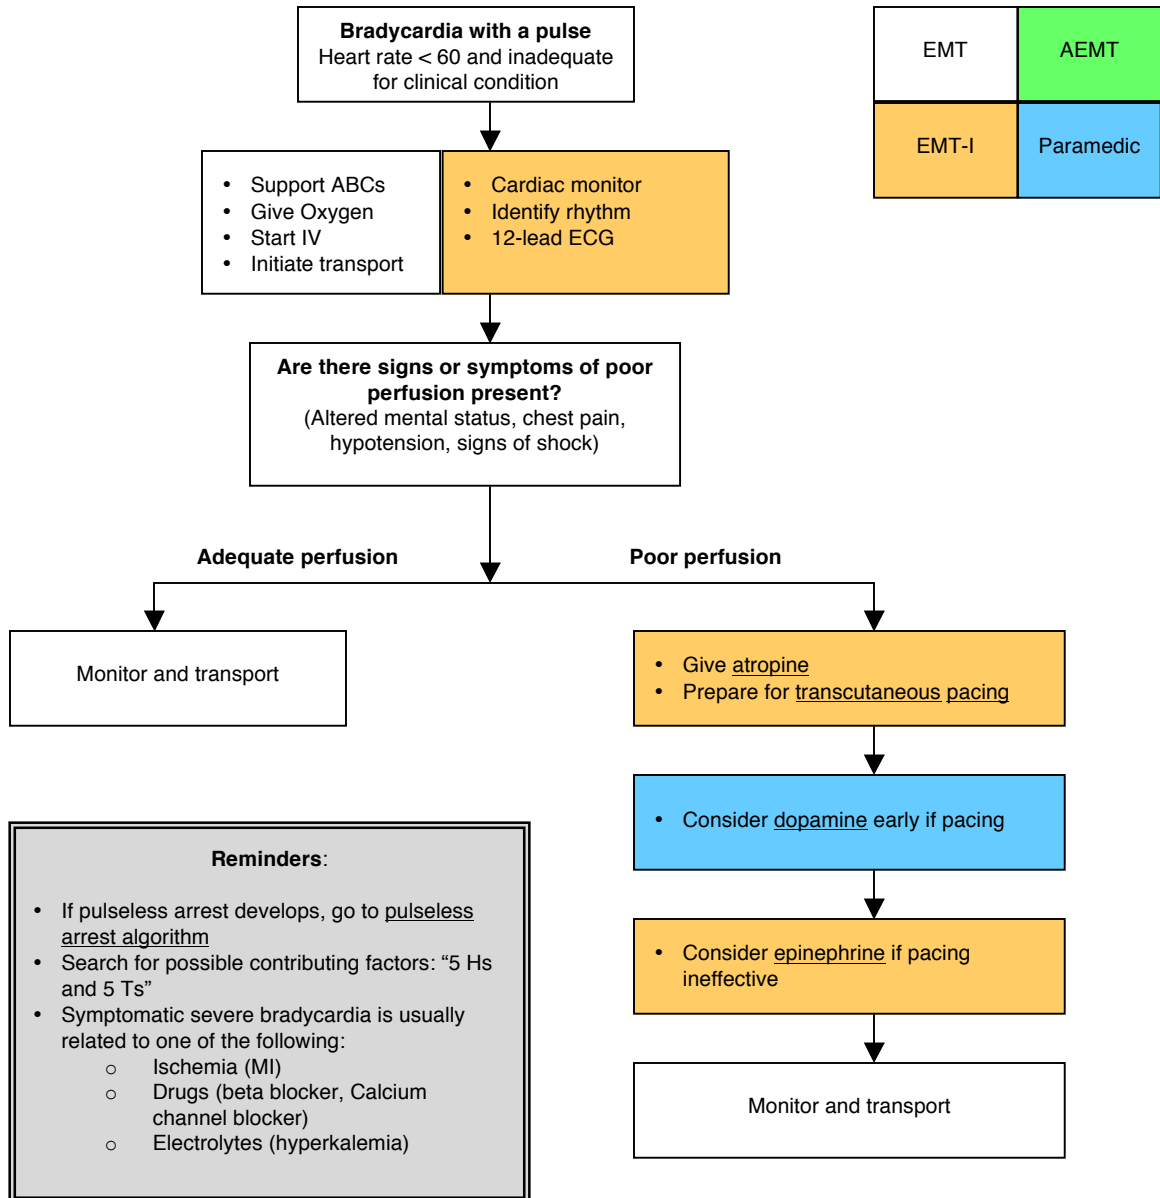 Bradycardia with a pulse
Heart rate < 60 and inadequate
for clinical condition
EMT
AEMT
EMT-I
Paramedic
• Support ABCs
• Give Oxygen
• Start IV
• Initiate transport
• Cardiac monitor
• Identify rhythm
• 12-lead ECG
Are there signs or symptoms of poor
perfusion present?
(Altered mental status, chest pain,
hypotension, signs of shock)
Adequate perfusion
Poor perfusion
Monitor and transport
• Give atropine
• Prepare for transcutaneous pacing
• Consider dopamine early if pacing
• Consider epinephrine if pacing
ineffective
Monitor and transport
Reminders:
• If pulseless arrest develops, go to pulseless
arrest algorithm
• Search for possible contributing factors: “5 Hs
and 5 Ts”
• Symptomatic severe bradycardia is usually
related to one of the following:
o Ischemia (MI)
o Drugs (beta blocker, Calcium
channel blocker)
o Electrolytes (hyperkalemia)